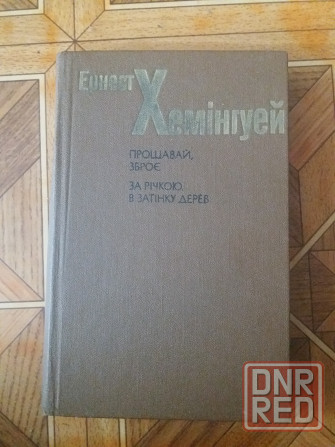 Ернест
Хемінгуей
ПРОЩАВАЙ,
ЗБРОЄ
ЗА РІЧКОЮ,
В ЗАТІНКУ ДЕРЕВ
DNR
RED